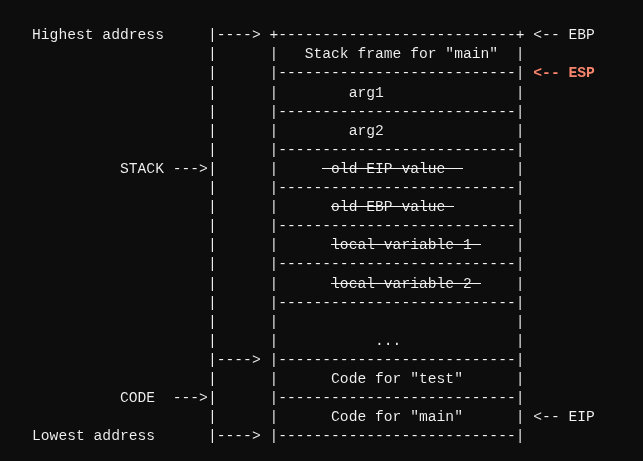 Highest address     |----> +---------------------------+ <-- EBP
                    |      |   Stack frame for "main"  |
                    |      |---------------------------| <-- ESP
                    |      |        arg1               |
                    |      |---------------------------|
                    |      |        arg2               |
                    |      |---------------------------|
          STACK --->|      |     old EIP value         |
                    |      |---------------------------|
                    |      |      old EBP value        |
                    |      |---------------------------|
                    |      |      local variable 1     |
                    |      |---------------------------|
                    |      |      local variable 2     |
                    |      |---------------------------|
                    |      |                           |
                    |      |           ...             |
                    |----> |---------------------------|
                    |      |      Code for "test"      |
          CODE  --->|      |---------------------------|
                    |      |      Code for "main"      | <-- EIP
Lowest address      |----> |---------------------------|